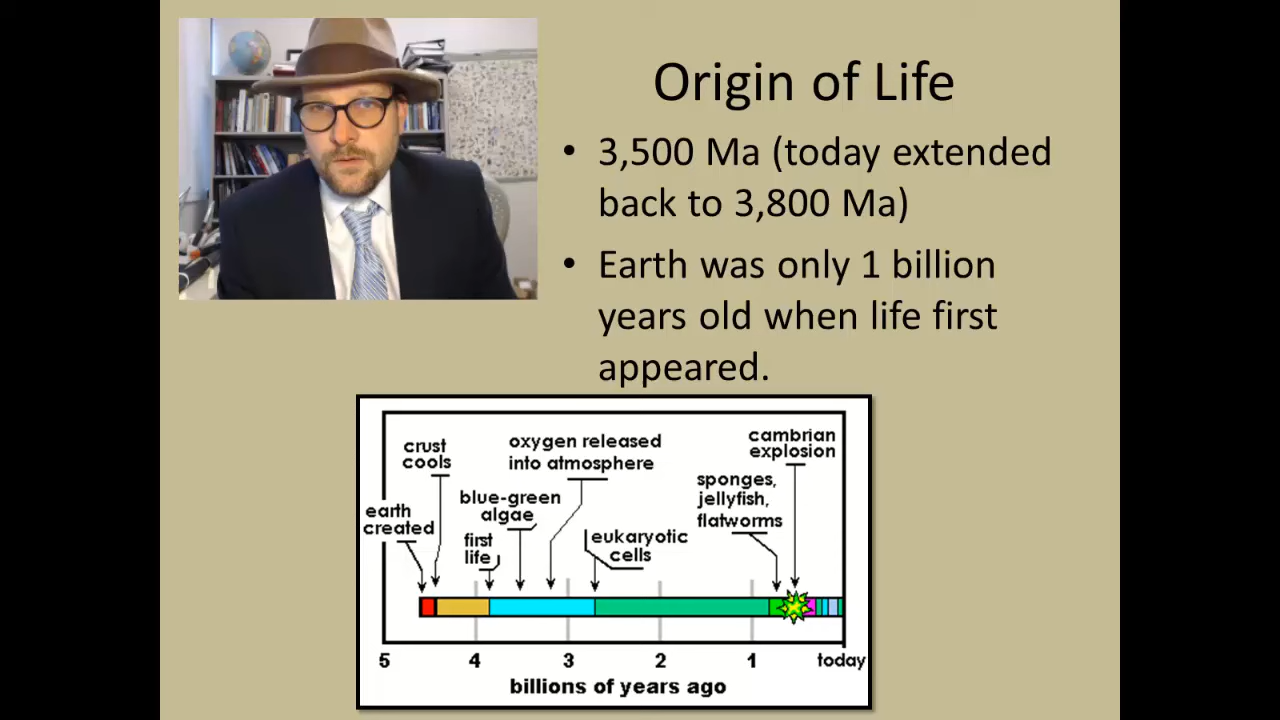 Origin of Life
• 3,500 Ma (today extended
back to 3,800 Ma)
• Earth was only 1 billion
years old when life first
appeared.
crust
cools
oxygen released
into atmosphere
cambrian
explosion
earth
created
blue-green
algae
sponges,
jellyfish,
flatworms
first
life
eukaryotic
cells
5 4 3 2 1 today
billions of years ago